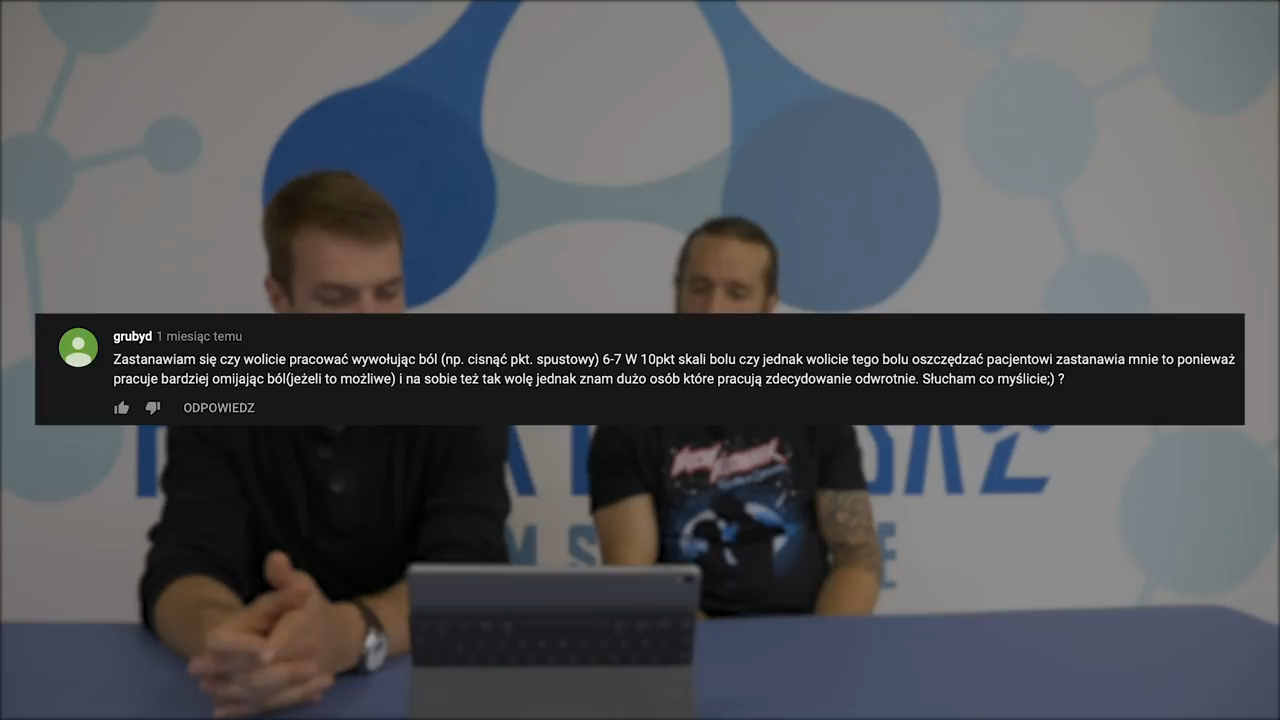 grubyd 1 miesiąc temu
Zastanawiam się czy wolicie pracować wywołując ból (np. cisnąć pkt. spustowy) 6-7 W 10pkt skali bolu czy jednak wolicie tego bolu oszczędzać pacjentowi zastanawia mnie to ponieważ
pracuje bardziej omijając ból(jeżeli to możliwe) i na sobie też tak wolę jednak znam dużo osób które pracują zdecydowanie odwrotnie. Słucham co myślicie;) ?
ODPOWIEDZ